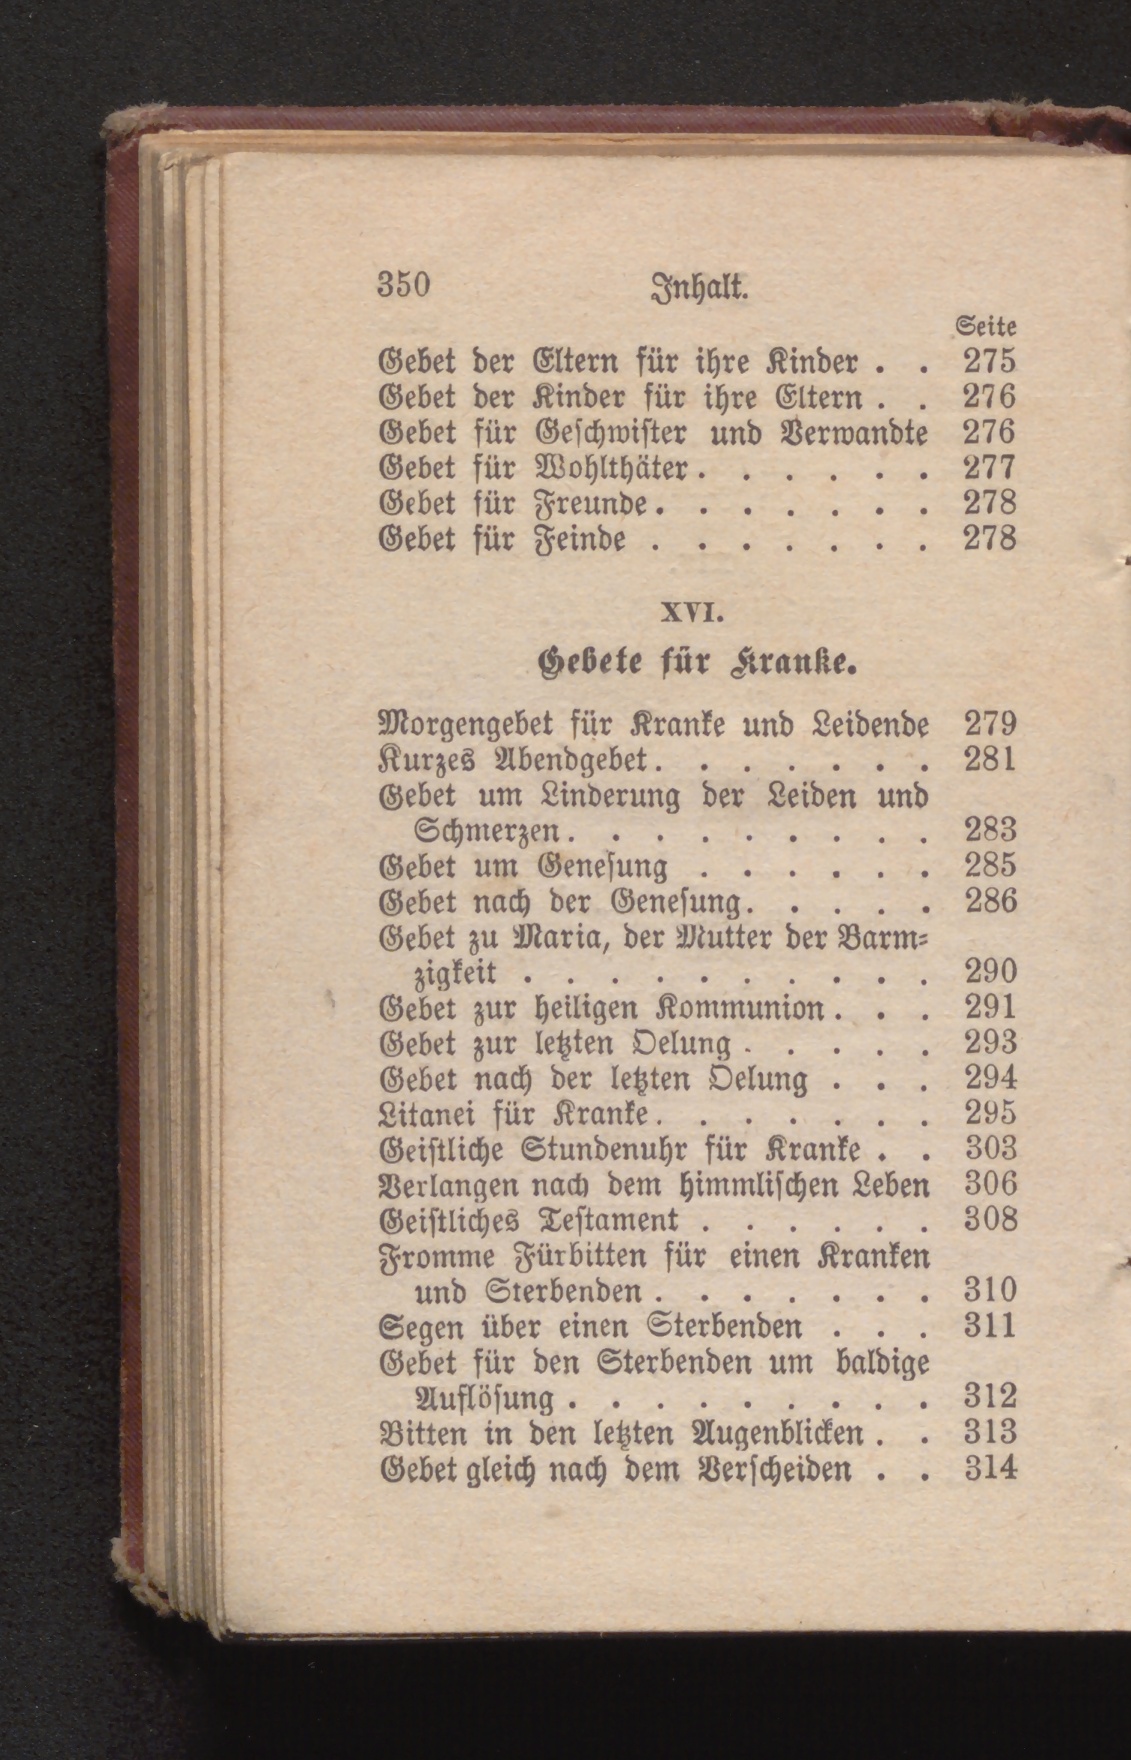 350 Inhalt.
Seite
Gebet der Eltern für ihre Kinder . . 275
Gebet der Kinder für ihre Eltern . . 276
Gebet für Geschwister und Verwandte 276
Gebet für Wohlthäter . . . . . . 277
Gebet für Freunde . . . . . . . 278
Gebet für Feinde . . . . . . . 278
XVI.
Gebete für Kranke.
Morgengebet für Kranke und Leidende 279
Kurzes Abendgebet . . . . . . . 281
Gebet um Linderung der Leiden und
Schmerzen . . . . . . . . . 283
Gebet um Genesung . . . . . . 285
Gebet nach der Genesung . . . . . 286
Gebet zu Maria, der Mutter der Barm-
zigkeit . . . . . . . . . . 290
Gebet zur heiligen Kommunion . . . 291
Gebet zur letzten Oelung . . . . . 293
Gebet nach der letzten Oelung . . . 294
Litanei für Kranke . . . . . . . 295
Geistliche Stundenuhr für Kranke . . 303
Verlangen nach dem himmlischen Leben 306
Geistliches Testament . . . . . . 308
Fromme Fürbitten für einen Kranken
und Sterbenden . . . . . . . 310
Segen über einen Sterbenden . . . 311
Gebet für den Sterbenden um baldige
Auflösung . . . . . . . . . 312
Bitten in den letzten Augenblicken . . 313
Gebet gleich nach dem Verscheiden . . 314